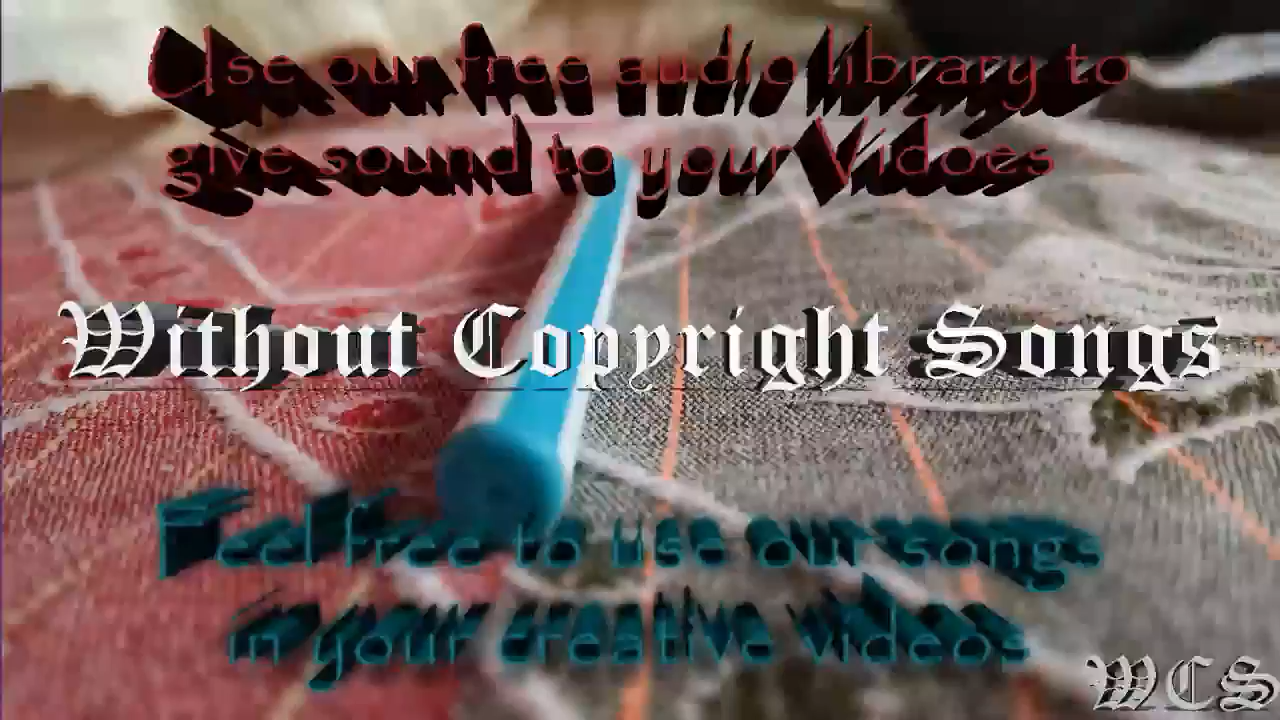 Use our free audio library to
give sound to your Vidoes
Without Copyright Songs
Feel free to use our songs
in your creative videos
WCS